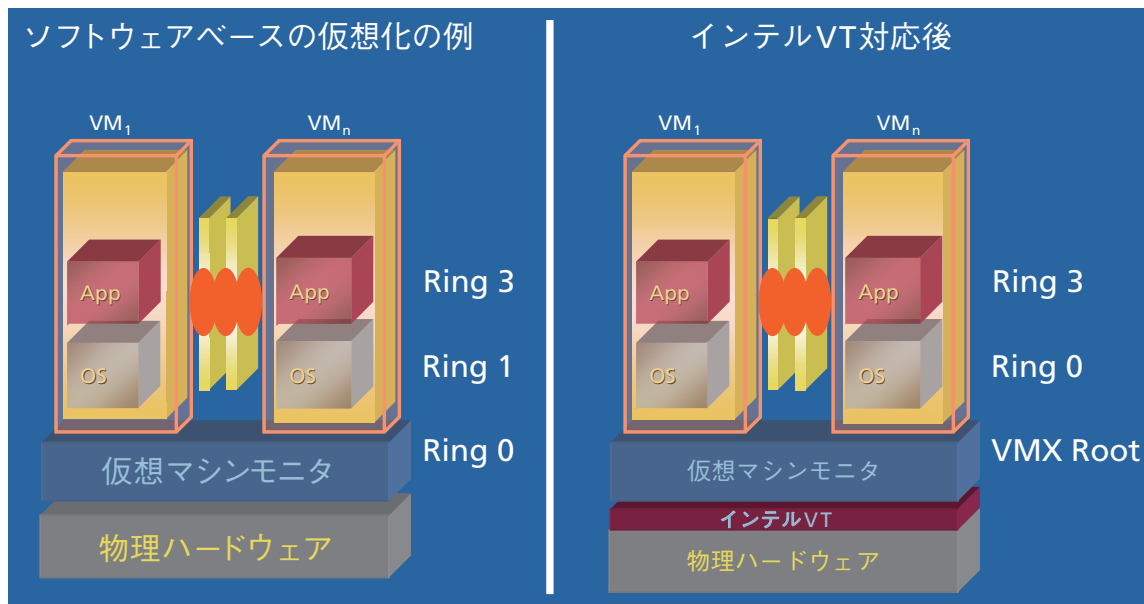 ソフトウェアベースの仮想化の例
VM1
VMn
App
App
Ring 3
OS
OS
Ring 1
仮想マシンモニタ
Ring 0
物理ハードウェア
インテルVT対応後
VM1
VMn
App
App
Ring 3
OS
OS
Ring 0
仮想マシンモニタ
VMX Root
インテルVT
物理ハードウェア